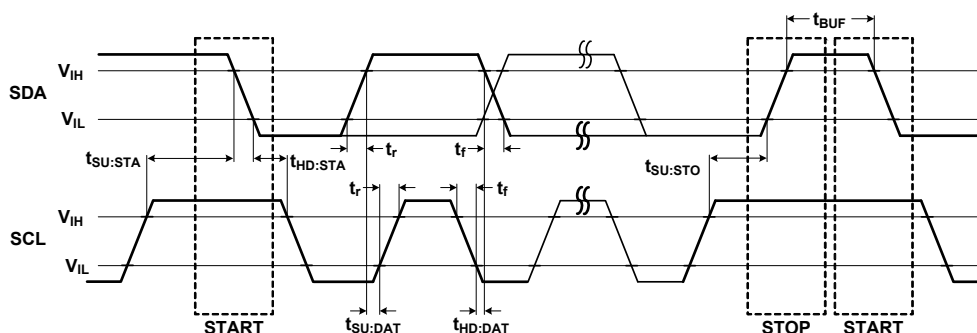 tBUF
VIH
SDA
VIL
tSU:STA
tHD:STA
tr
tf
tSU:STO
tr
tf
VIH
SCL
VIL
START
tSU:DAT
tHD:DAT
STOP
START